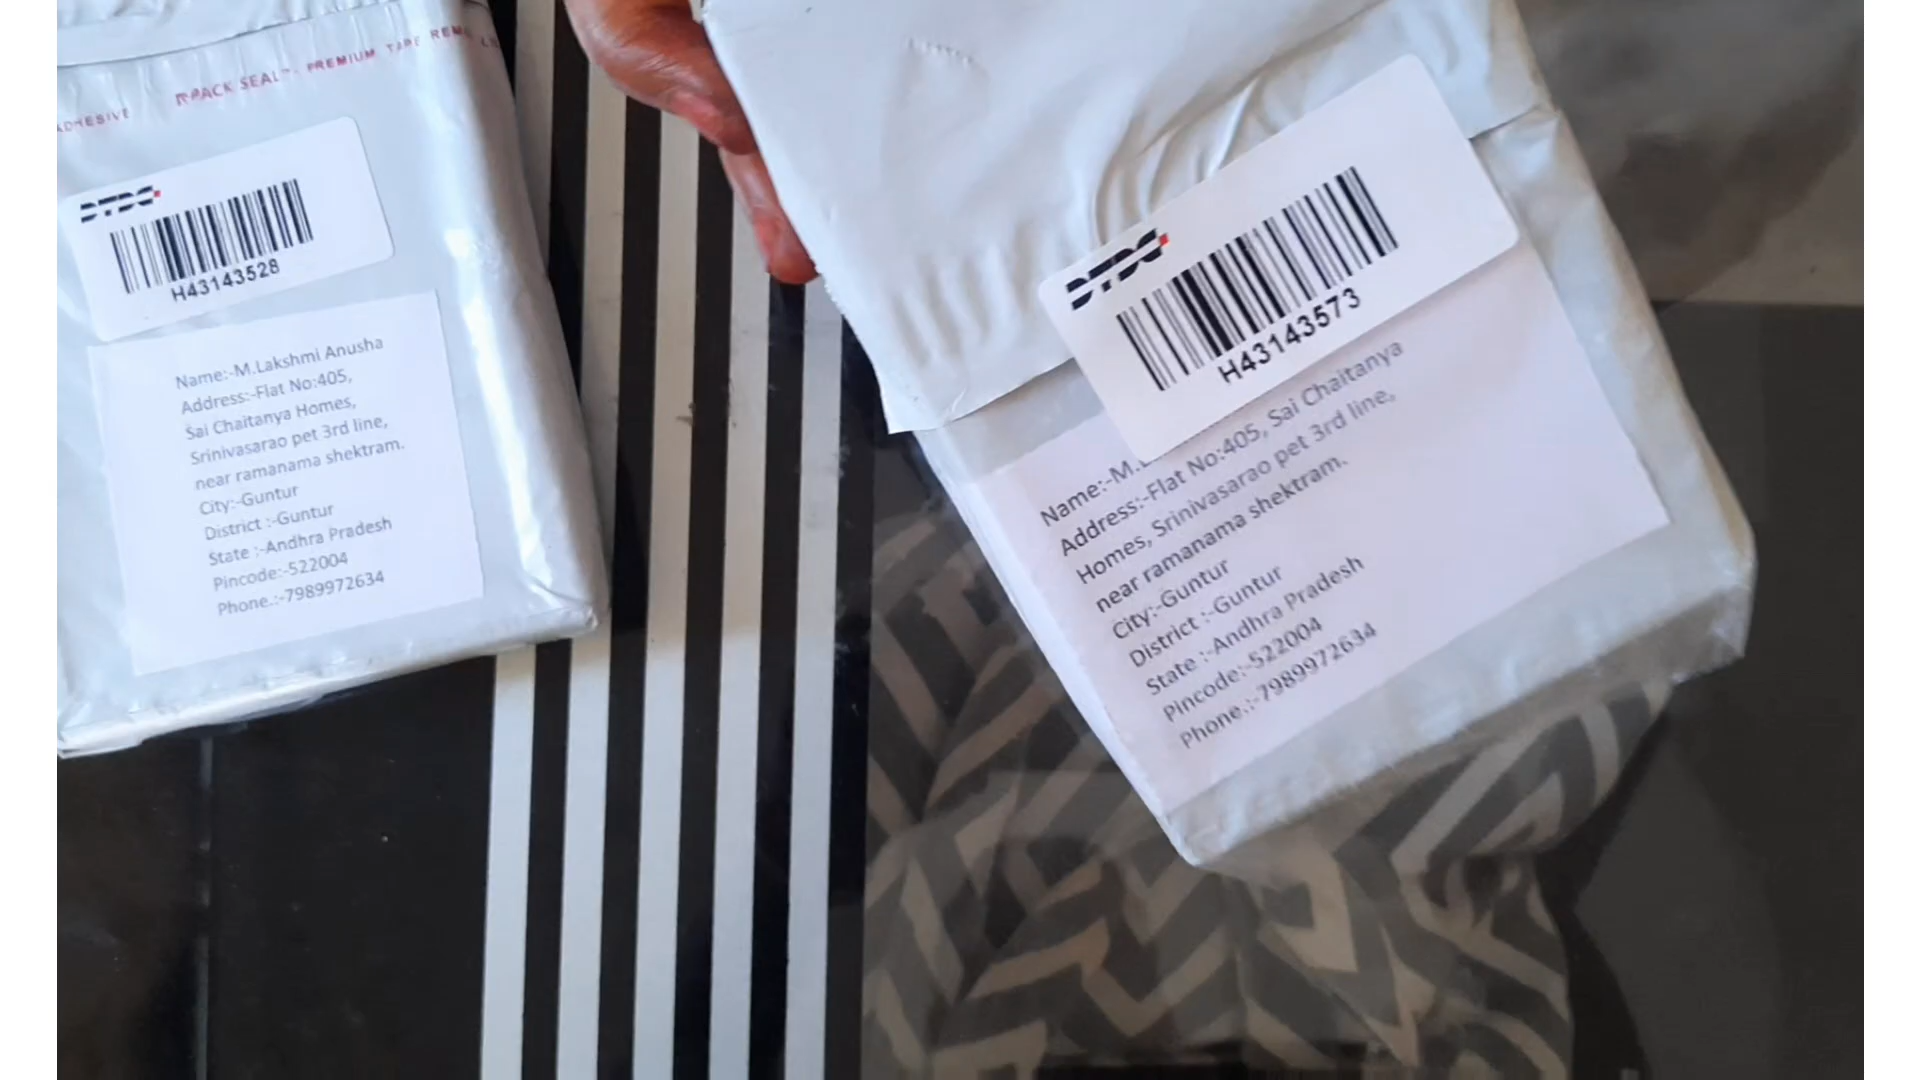 ADHESIVE PACK SEAL™- PREMIUM TAPE
DTDC
H43143528
Name:-M.Lakshmi Anusha
Address:-Flat No:405,
Sai Chaitanya Homes,
Srinivasarao pet 3rd line,
near ramanama shektram.
City:-Guntur
District :-Guntur
State :-Andhra Pradesh
Pincode:-522004
Phone.:-7989972634
DTDC
H43143573
Name:-M.
Address:-Flat No:405, Sai Chaitanya
Homes, Srinivasarao pet 3rd line,
near ramanama shektram.
City:-Guntur
District :-Guntur
State :-Andhra Pradesh
Pincode:-522004
Phone.:-7989972634